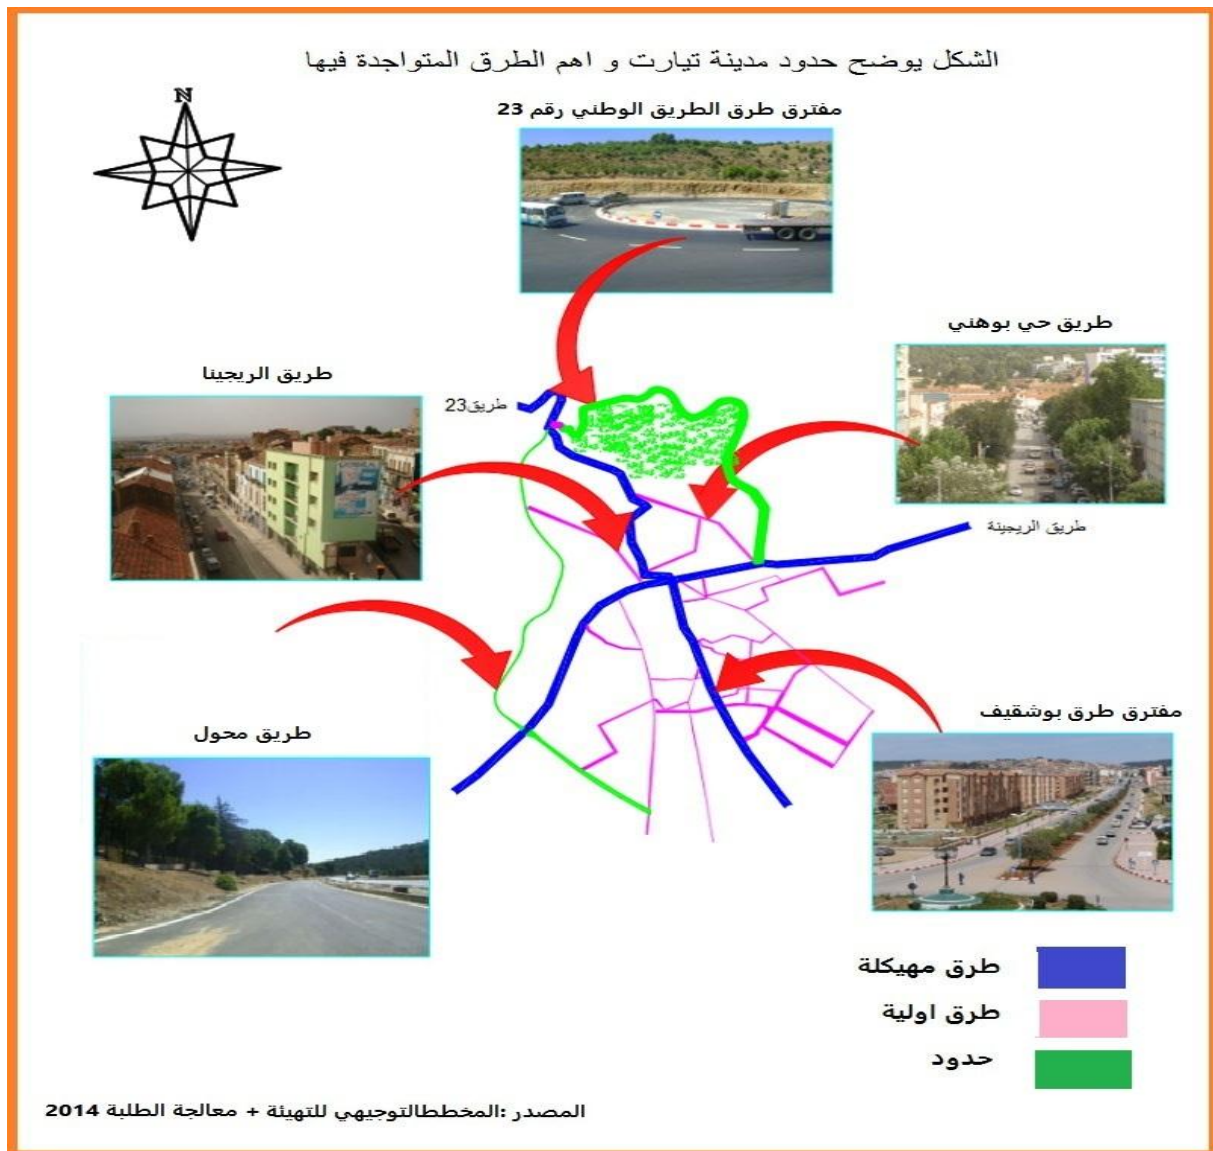 الشكل يوضح حدود مدينة تيارت و اهم الطرق المتواجدة فيها
N
مفترق طرق الطريق الوطني رقم 23
طريق حي بوهني
طريق الريجينا
طريق23
طريق الريجينة
مفترق طرق بوشقيف
طريق محول
طرق مهيكلة
طرق اولية
حدود
المصدر :المخططالتوجيهي للتهيئة + معالجة الطلبة 2014